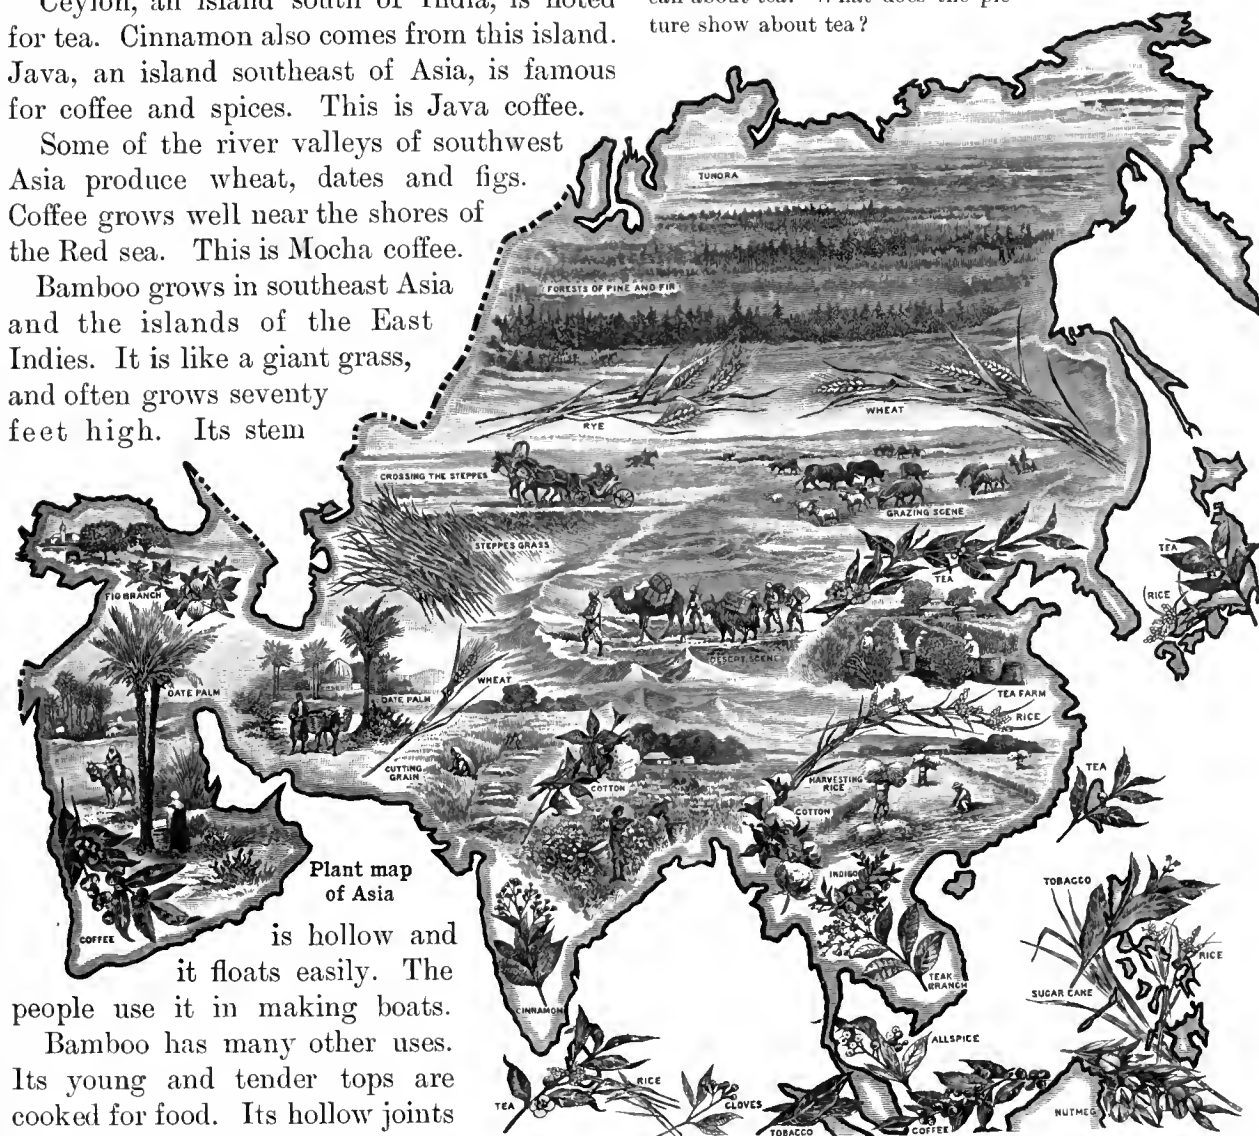 Ceylon, an island south of India, is noted
for tea. Cinnamon also comes from this island.
Java, an island southeast of Asia, is famous
for coffee and spices. This is Java coffee.
Some of the river valleys of southwest
Asia produce wheat, dates and figs.
Coffee grows well near the shores of
the Red sea. This is Mocha coffee.
Bamboo grows in southeast Asia
and the islands of the East
Indies. It is like a giant grass,
and often grows seventy
feet high. Its stem
is hollow and
it floats easily. The
people use it in making boats.
Bamboo has many other uses.
Its young and tender tops are
cooked for food. Its hollow joints
can about tea? What does the pic-
ture show about tea?
Plant map
of Asia
TUNDRA
FORESTS OF PINE AND FIR
RYE
WHEAT
CROSSING THE STEPPES
GRAZING SCENE
STEPPES GRASS
TEA
TEA
RICE
FIG BRANCH
DESERT SCENE
DATE PALM
DATE PALM
WHEAT
TEA FARM
RICE
CUTTING
GRAIN
COTTON
HARVESTING
RICE
COTTON
TEA
INDIGO
TOBACCO
COFFEE
TEAK
BRANCH
RICE
SUGAR CANE
CINNAMON
ALLSPICE
TEA
RICE
CLOVES
TOBACCO
COFFEE
NUTMEG